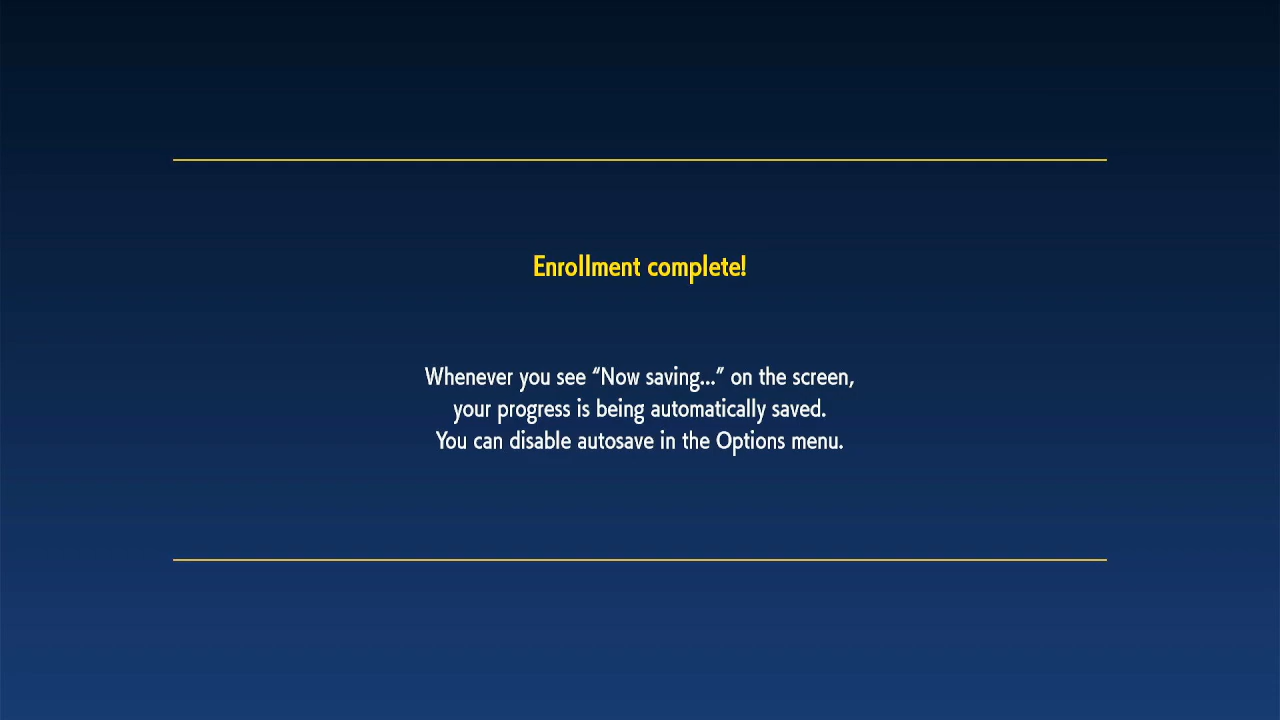 Enrollment complete!
Whenever you see “Now saving...” on the screen,
your progress is being automatically saved.
You can disable autosave in the Options menu.